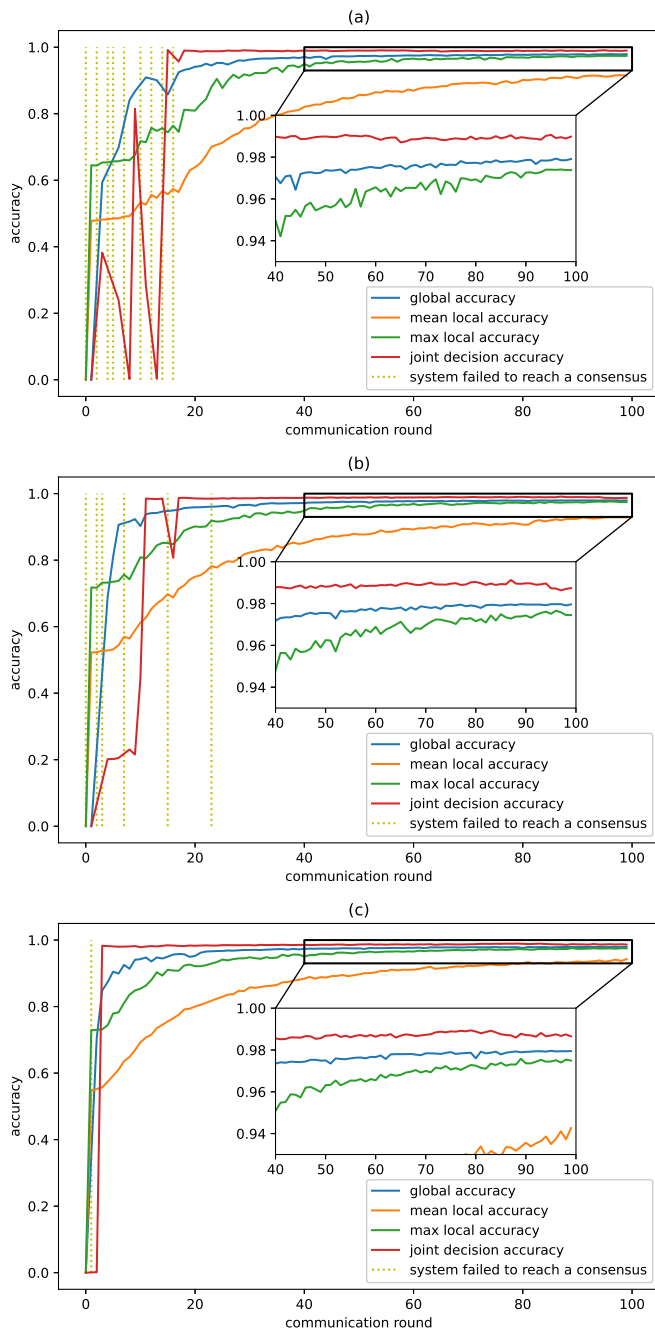 (a)
1.0
0.8
0.6
0.4
0.2
0.0
accuracy
1.00
0.98
0.96
0.94
40 50 60 70 80 90 100
global accuracy
mean local accuracy
max local accuracy
joint decision accuracy
system failed to reach a consensus
0 20 40 60 80 100
communication round
(b)
1.0
0.8
0.6
0.4
0.2
0.0
accuracy
1.00
0.98
0.96
0.94
40 50 60 70 80 90 100
global accuracy
mean local accuracy
max local accuracy
joint decision accuracy
system failed to reach a consensus
0 20 40 60 80 100
communication round
(c)
1.0
0.8
0.6
0.4
0.2
0.0
accuracy
1.00
0.98
0.96
0.94
40 50 60 70 80 90 100
global accuracy
mean local accuracy
max local accuracy
joint decision accuracy
system failed to reach a consensus
0 20 40 60 80 100
communication round